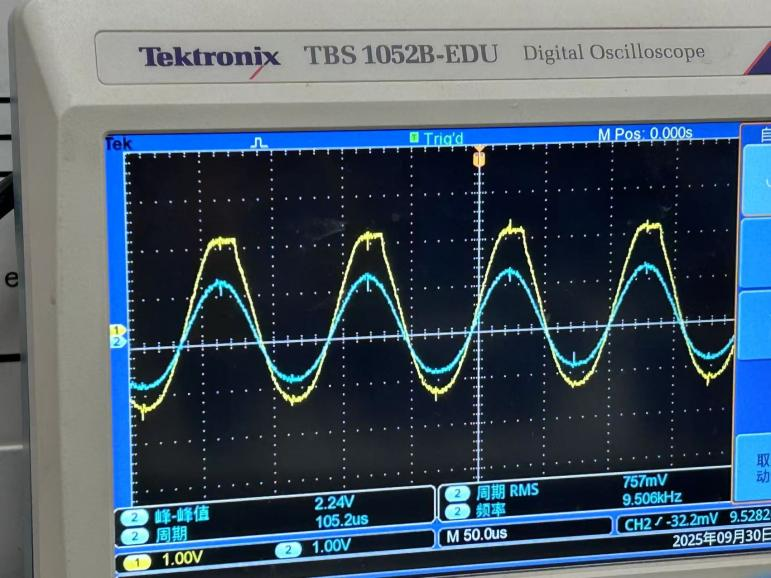 Tektronix TBS 1052B-EDU Digital Oscilloscope
Tek Trig'd M Pos: 0.000s
1
2
2 峰-峰值 2.24V
2 周期 105.2us
2 周期 RMS 757mV
2 频率 9.506kHz
1 1.00V 2 1.00V M 50.0us CH2 -32.2mV 9.5282
2025年09月30日
取
动
e